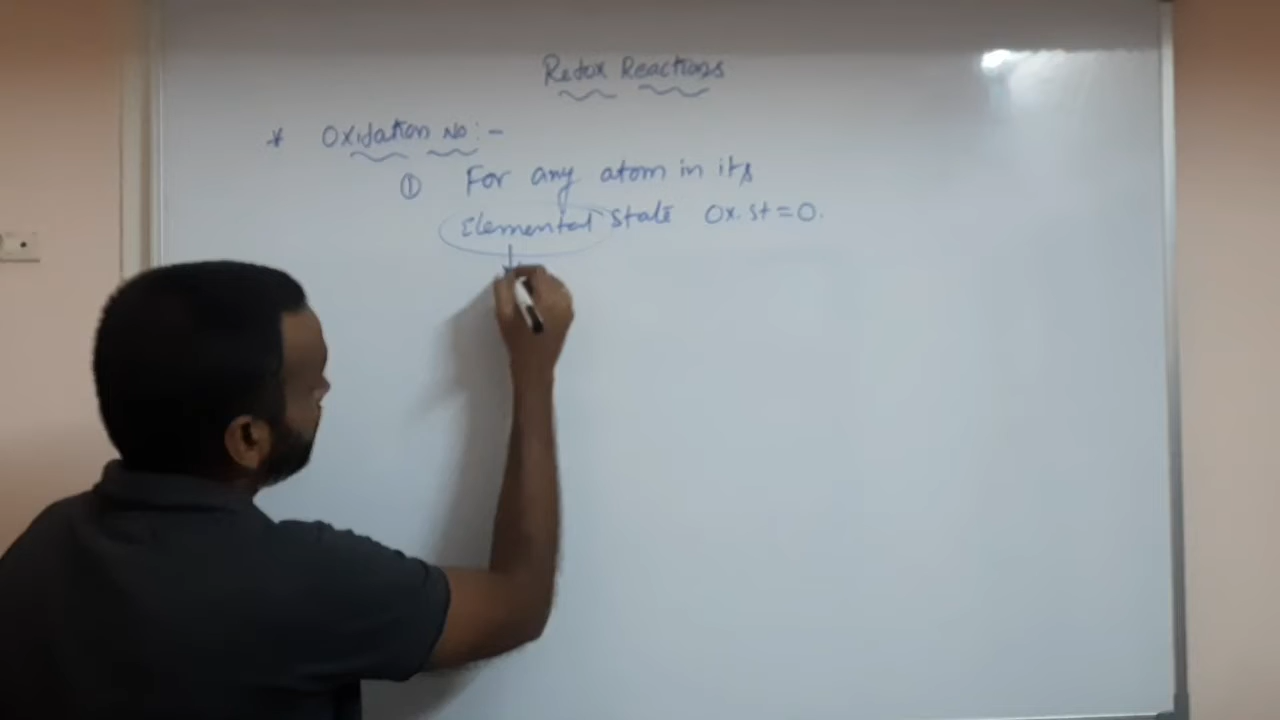 Redox Reactions
* Oxidation No:-
① For any atom in its
Elemental State Ox. St = 0.